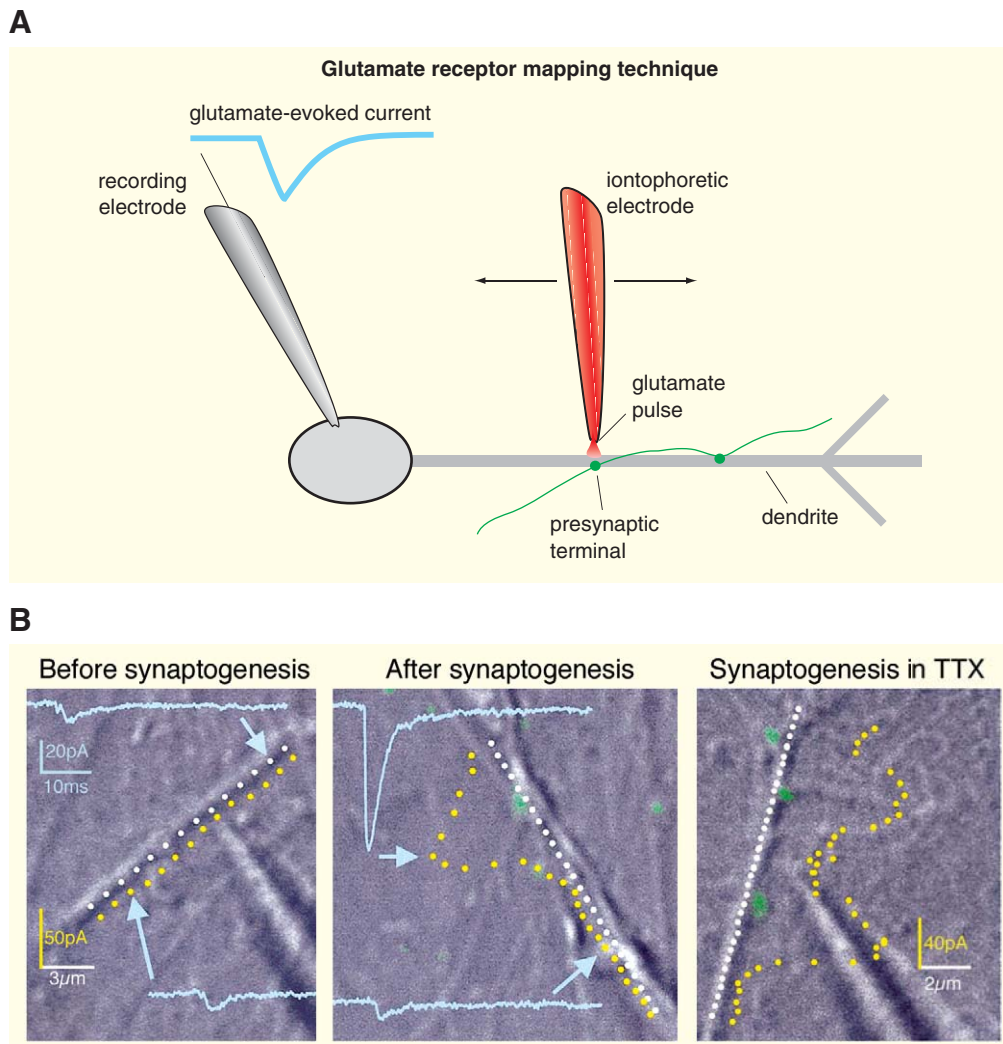 A
Glutamate receptor mapping technique
glutamate-evoked current
recording
electrode
iontophoretic
electrode
glutamate
pulse
presynaptic
terminal
dendrite
B
Before synaptogenesis
After synaptogenesis
Synaptogenesis in TTX
20pA
10ms
50pA
3µm
40pA
2µm